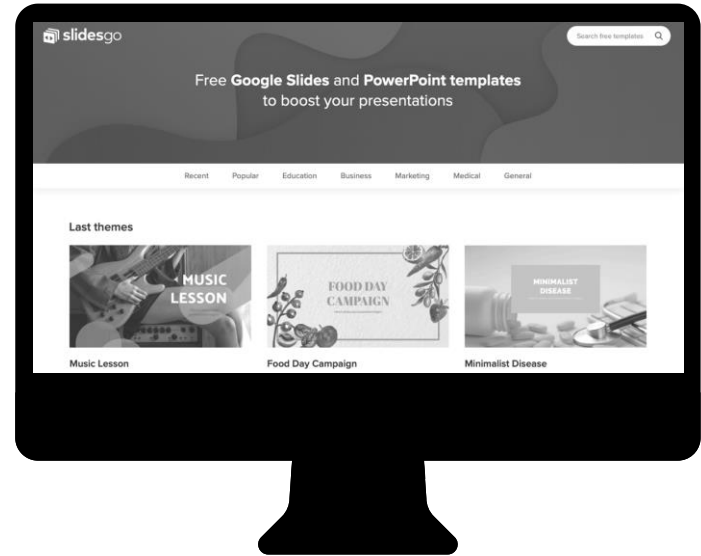 slidesgo
Search free templates
Free Google Slides and PowerPoint templates
to boost your presentations
Recent Popular Education Business Marketing Medical General
Last themes
MUSIC
LESSON
FOOD DAY
CAMPAIGN
MINIMALIST
DISEASE
Music Lesson Food Day Campaign Minimalist Disease